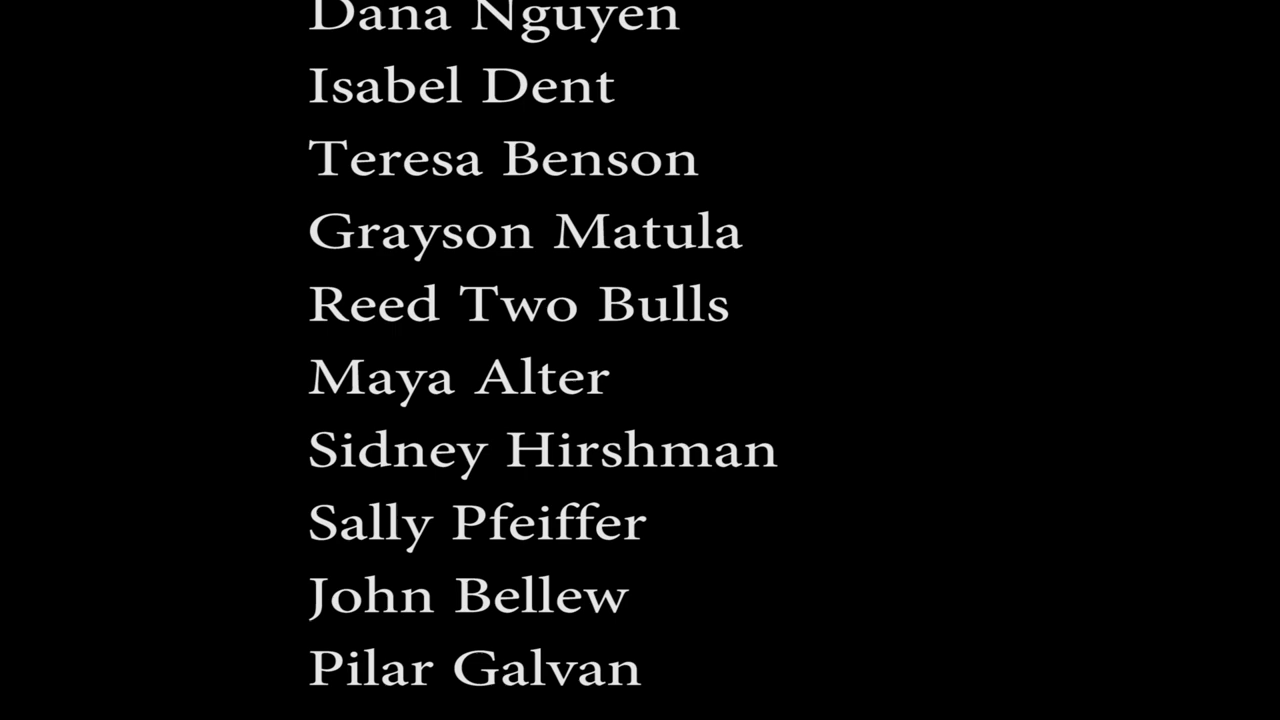 Dana Nguyen
Isabel Dent
Teresa Benson
Grayson Matula
Reed Two Bulls
Maya Alter
Sidney Hirshman
Sally Pfeiffer
John Bellew
Pilar Galvan